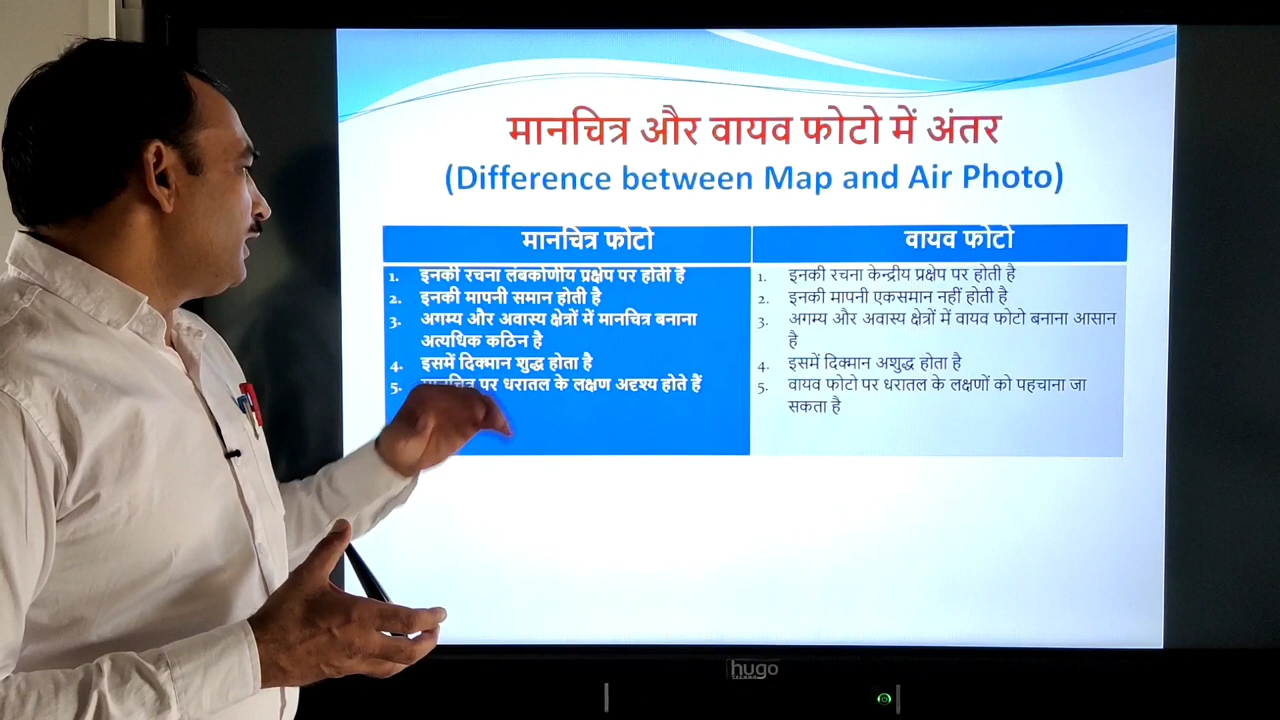 मानचित्र और वायव फोटो में अंतर
(Difference between Map and Air Photo)
मानचित्र फोटो
1. इनकी रचना लंबकोणीय प्रक्षेप पर होती है
2. इनकी मापनी समान होती है
3. अगम्य और अवास्य क्षेत्रों में मानचित्र बनाना
अत्यधिक कठिन है
4. इसमें दिक्मान शुद्ध होता है
5. मानचित्र पर धरातल के लक्षण अदृश्य होते हैं
वायव फोटो
1. इनकी रचना केन्द्रीय प्रक्षेप पर होती है
2. इनकी मापनी एकसमान नहीं होती है
3. अगम्य और अवास्य क्षेत्रों में वायव फोटो बनाना आसान
है
4. इसमें दिक्मान अशुद्ध होता है
5. वायव फोटो पर धरातल के लक्षणों को पहचाना जा
सकता है
hugo